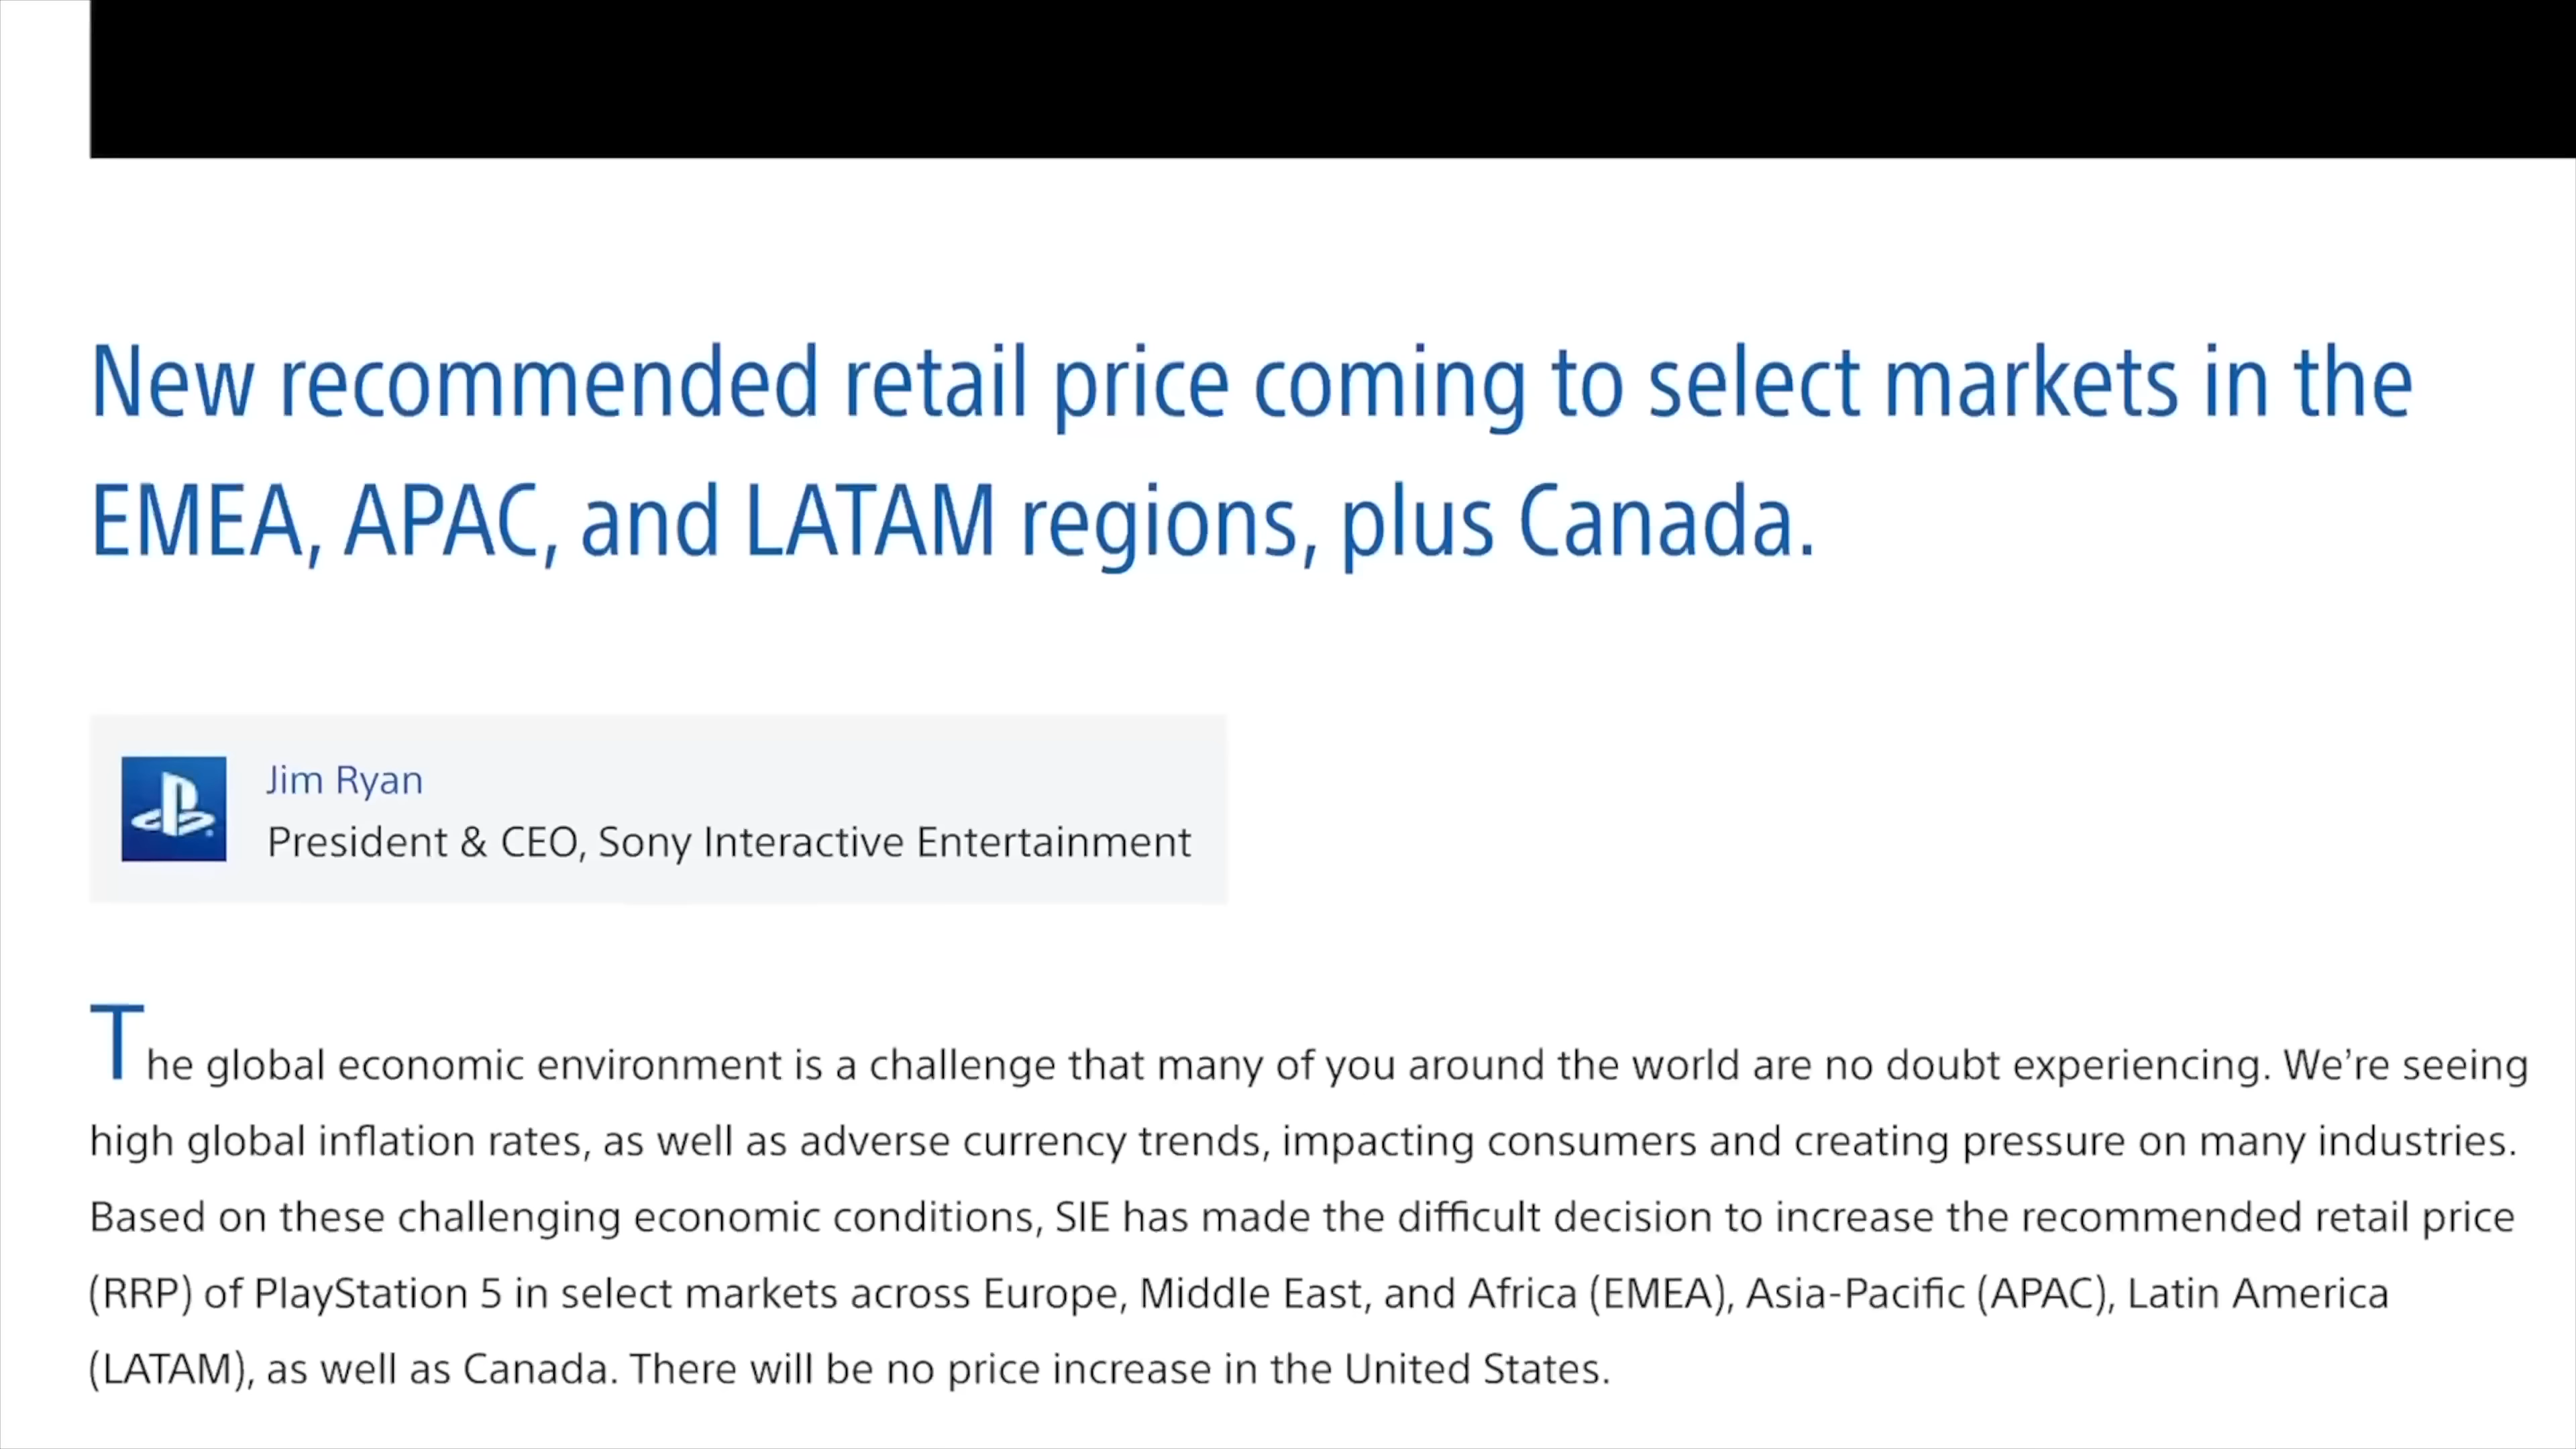 New recommended retail price coming to select markets in the
EMEA, APAC, and LATAM regions, plus Canada.
Jim Ryan
President & CEO, Sony Interactive Entertainment
The global economic environment is a challenge that many of you around the world are no doubt experiencing. We’re seeing
high global inflation rates, as well as adverse currency trends, impacting consumers and creating pressure on many industries.
Based on these challenging economic conditions, SIE has made the difficult decision to increase the recommended retail price
(RRP) of PlayStation 5 in select markets across Europe, Middle East, and Africa (EMEA), Asia-Pacific (APAC), Latin America
(LATAM), as well as Canada. There will be no price increase in the United States.